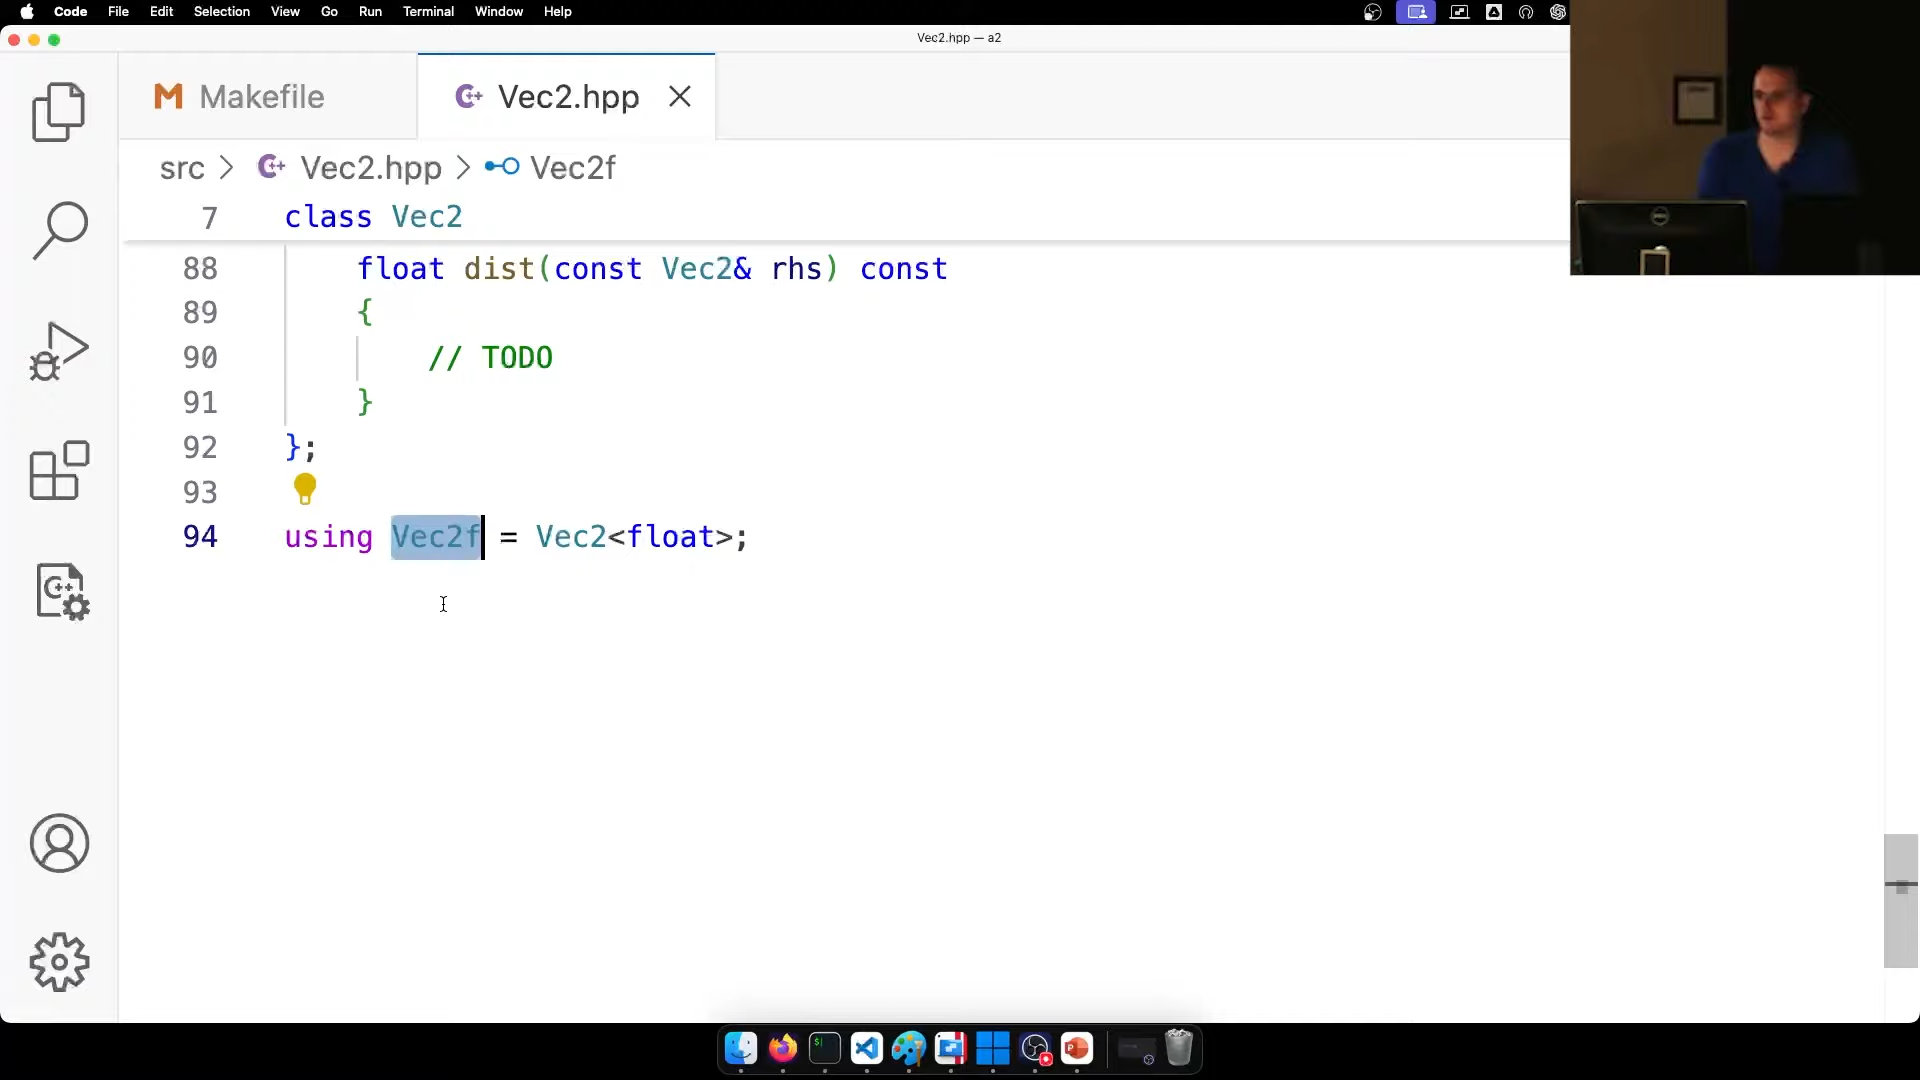 Code File Edit Selection View Go Run Terminal Window Help
Vec2.hpp — a2
Makefile
Vec2.hpp
src > Vec2.hpp > Vec2f
7 class Vec2
88 float dist(const Vec2& rhs) const
89 {
90 // TODO
91 }
92 };
93
94 using Vec2f = Vec2<float>;